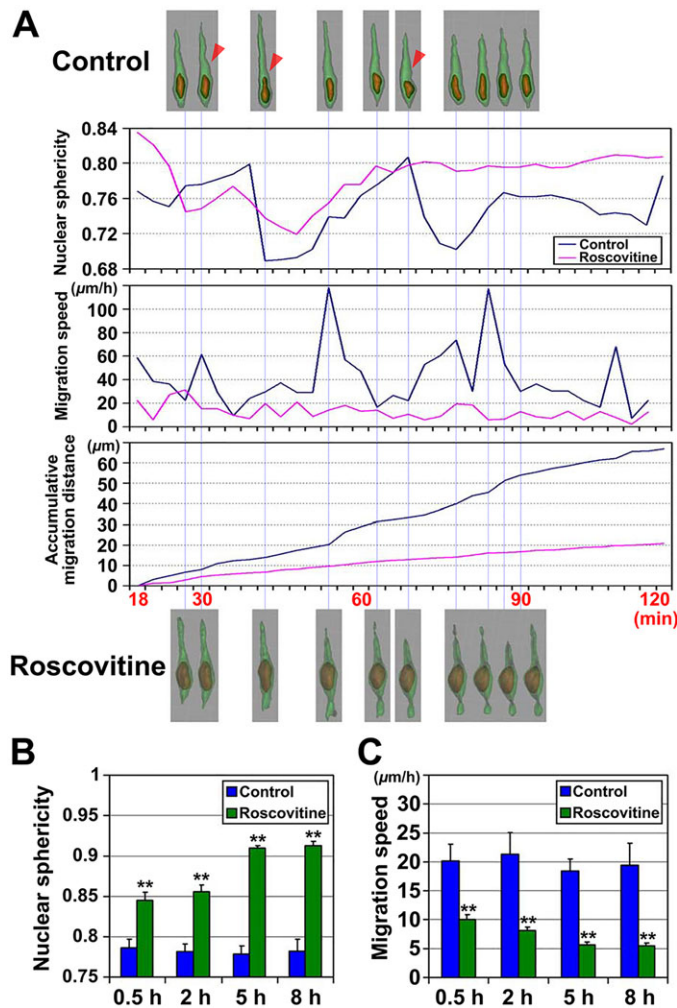 A
Control
Nuclear sphericity
0.84
0.80
0.76
0.72
0.68
Control
Roscovitine
Migration speed
(µm/h)
100
80
60
40
20
0
Accumulative
migration distance
(µm)
60
50
40
30
20
10
0
18 30 60 90 120
(min)
Roscovitine
B
Nuclear sphericity
1
0.95
0.9
0.85
0.8
0.75
Control
Roscovitine
** ** ** **
0.5 h 2 h 5 h 8 h
C
(µm/h)
Migration speed
30
25
20
15
10
5
0
Control
Roscovitine
** ** ** **
0.5 h 2 h 5 h 8 h